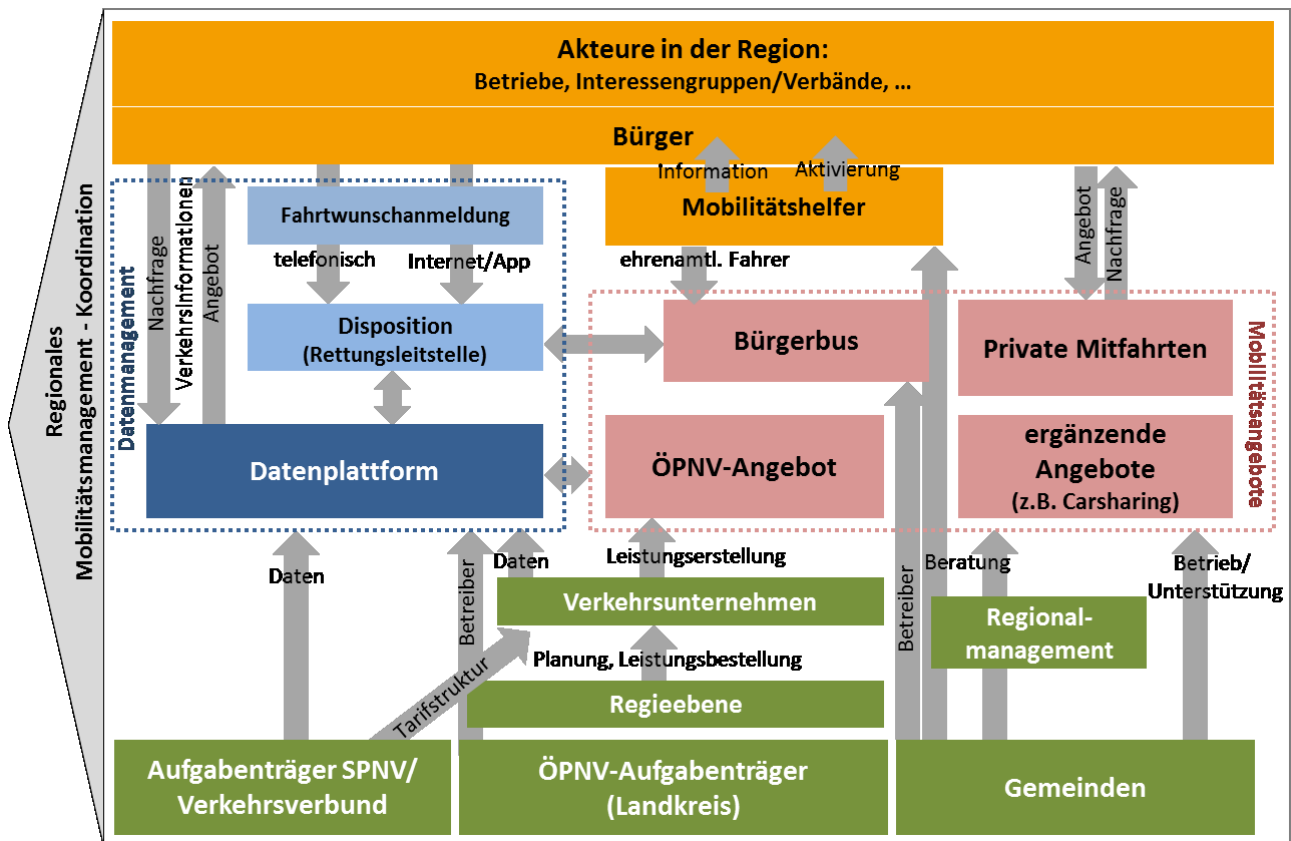 Akteure in der Region:
Betriebe, Interessengruppen/Verbände, ...
Bürger
Information
Aktivierung
Mobilitätshelfer
Fahrtwunschanmeldung
telefonisch
Internet/App
ehrenamtl. Fahrer
Nachfrage
Verkehrsinformationen
Angebot
Angebot
Nachfrage
Regionales
Mobilitätsmanagement - Koordination
Datenmanagement
Disposition
(Rettungsleitstelle)
Bürgerbus
Private Mitfahrten
Mobilitätsangebote
Datenplattform
ÖPNV-Angebot
ergänzende
Angebote
(z.B. Carsharing)
Daten
Betreiber
Daten
Leistungserstellung
Betreiber
Beratung
Betrieb/
Unterstützung
Verkehrsunternehmen
Regional-
management
Tarifstruktur
Planung, Leistungsbestellung
Regieebene
Aufgabenträger SPNV/
Verkehrsverbund
ÖPNV-Aufgabenträger
(Landkreis)
Gemeinden